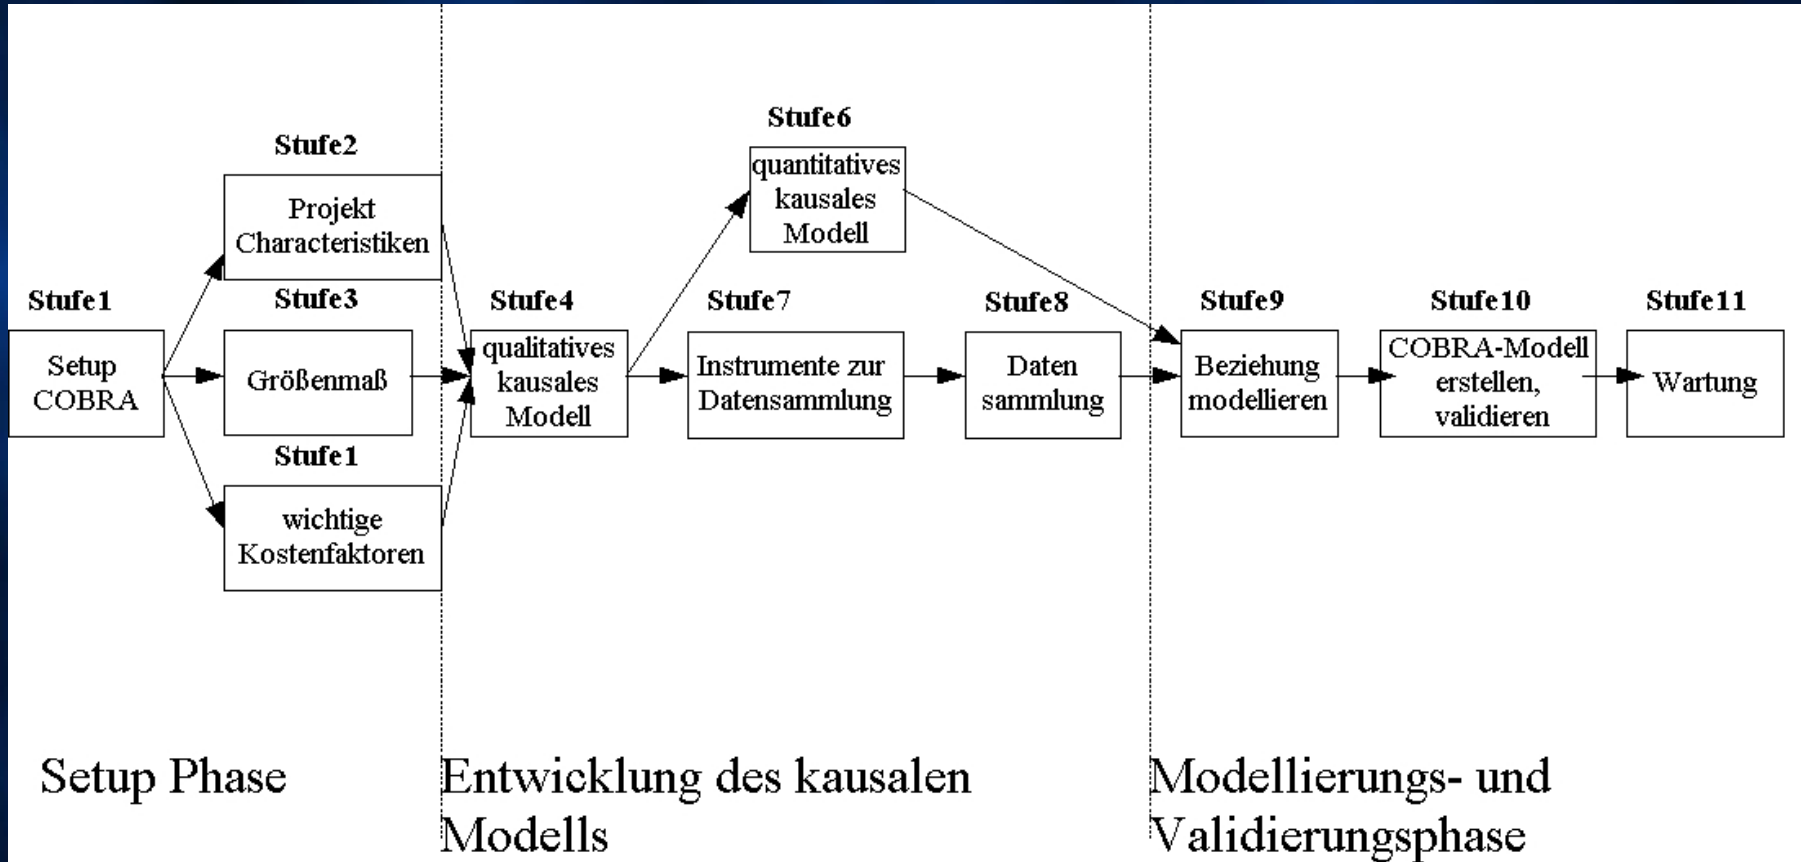 Stufe1
Setup
COBRA
Stufe2
Projekt
Characteristiken
Stufe3
Größenmaß
Stufe1
wichtige
Kostenfaktoren
Stufe4
qualitatives
kausales
Modell
Stufe6
quantitatives
kausales
Modell
Stufe7
Instrumente zur
Datensammlung
Stufe8
Daten
sammlung
Stufe9
Beziehung
modellieren
Stufe10
COBRA-Modell
erstellen,
validieren
Stufe11
Wartung
Setup Phase
Entwicklung des kausalen
Modells
Modellierungs- und
Validierungsphase